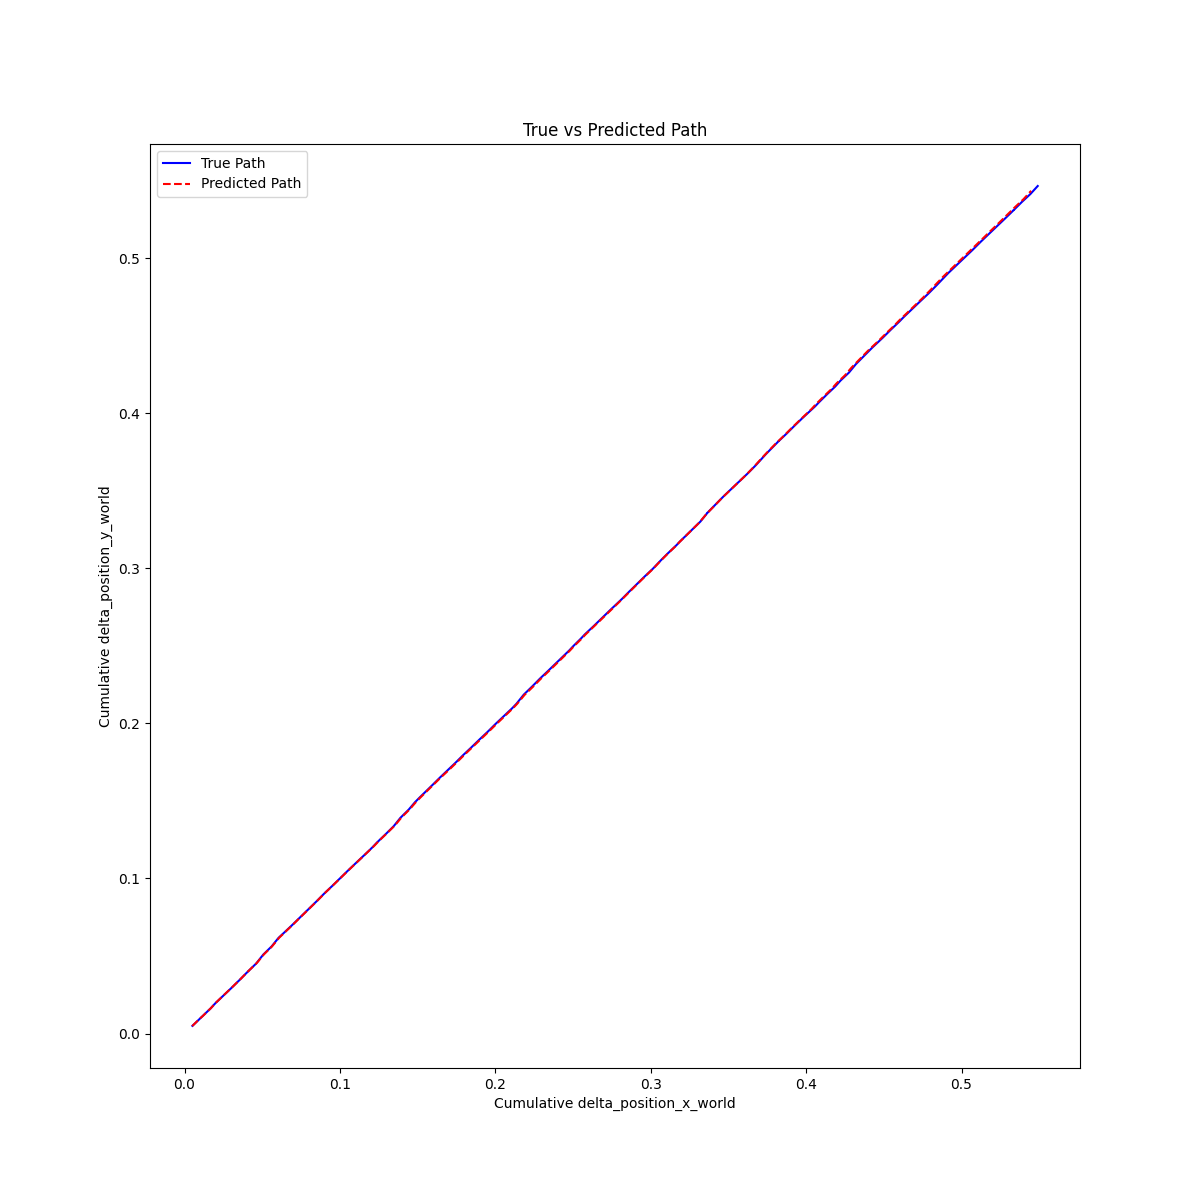 True vs Predicted Path
True Path
Predicted Path
0.5
0.4
0.3
0.2
0.1
0.0
Cumulative delta_position_y_world
0.0 0.1 0.2 0.3 0.4 0.5
Cumulative delta_position_x_world